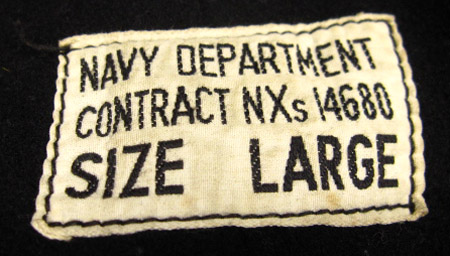 NAVY DEPARTMENT
CONTRACT NXs 14680
SIZE LARGE